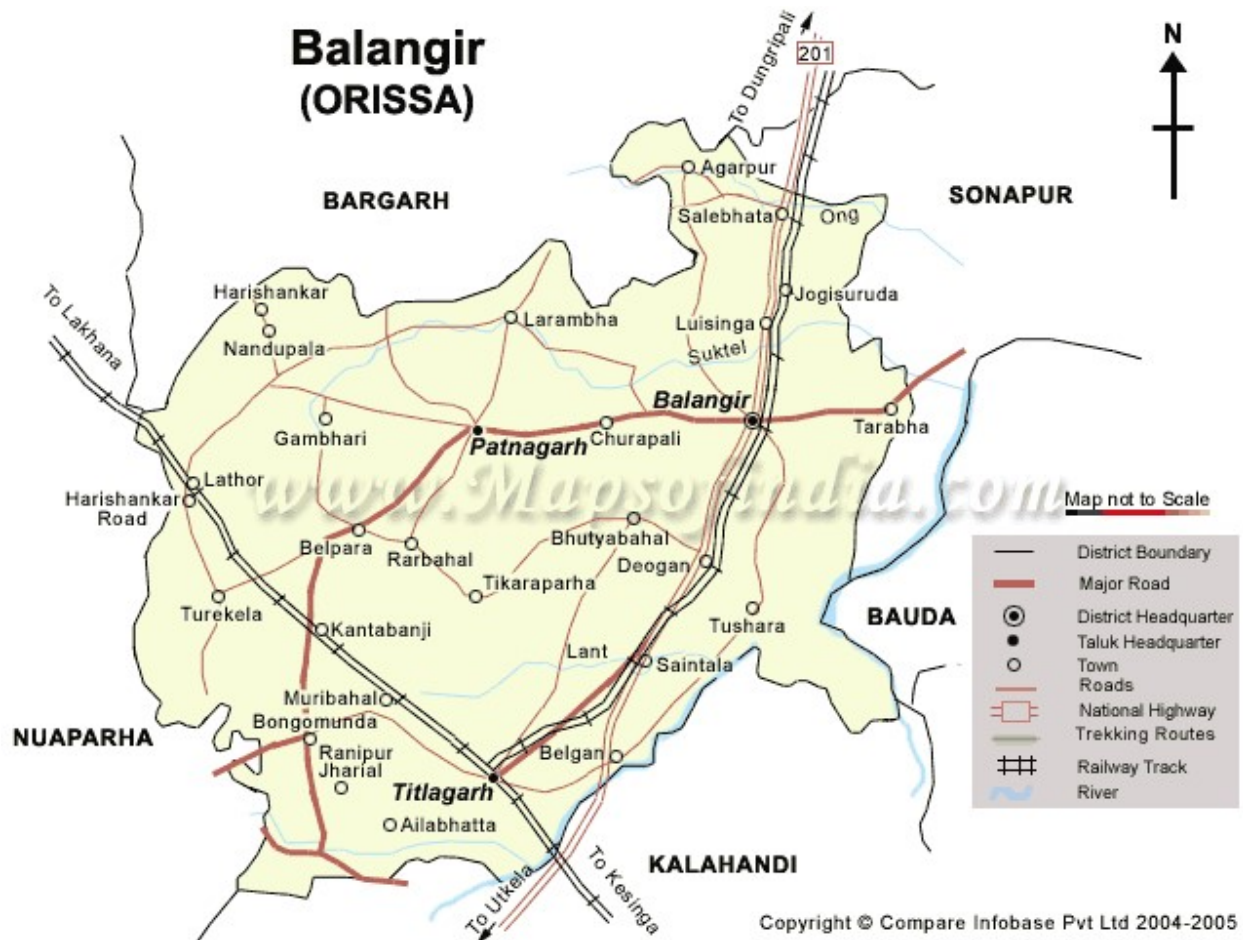 Balangir
(ORISSA)
To Dungripali
201
N
BARGARH
SONAPUR
Agarpur
Salebhata
Ong
To Lakhana
Harishankar
Nandupala
Larambha
Jogisuruda
Luisinga
Suktel
Balangir
Tarabha
Gambhari
Patnagarh
Churapali
www.Mapsofindia.com
Map not to Scale
Lathor
Harishankar
Road
Belpara
Rarbahal
Bhutyabahal
Deogan
Tikaraparha
Turekela
Tushara
BAUDA
Kantabanji
Lant
Saintala
Muribahal
Bongomunda
NUAPARHA
Ranipur
Jharial
Belgan
Titlagarh
Ailabhatta
KALAHANDI
To Utkela
To Kesinga
District Boundary
Major Road
District Headquarter
Taluk Headquarter
Town
Roads
National Highway
Trekking Routes
Railway Track
River
Copyright © Compare Infobase Pvt Ltd 2004-2005